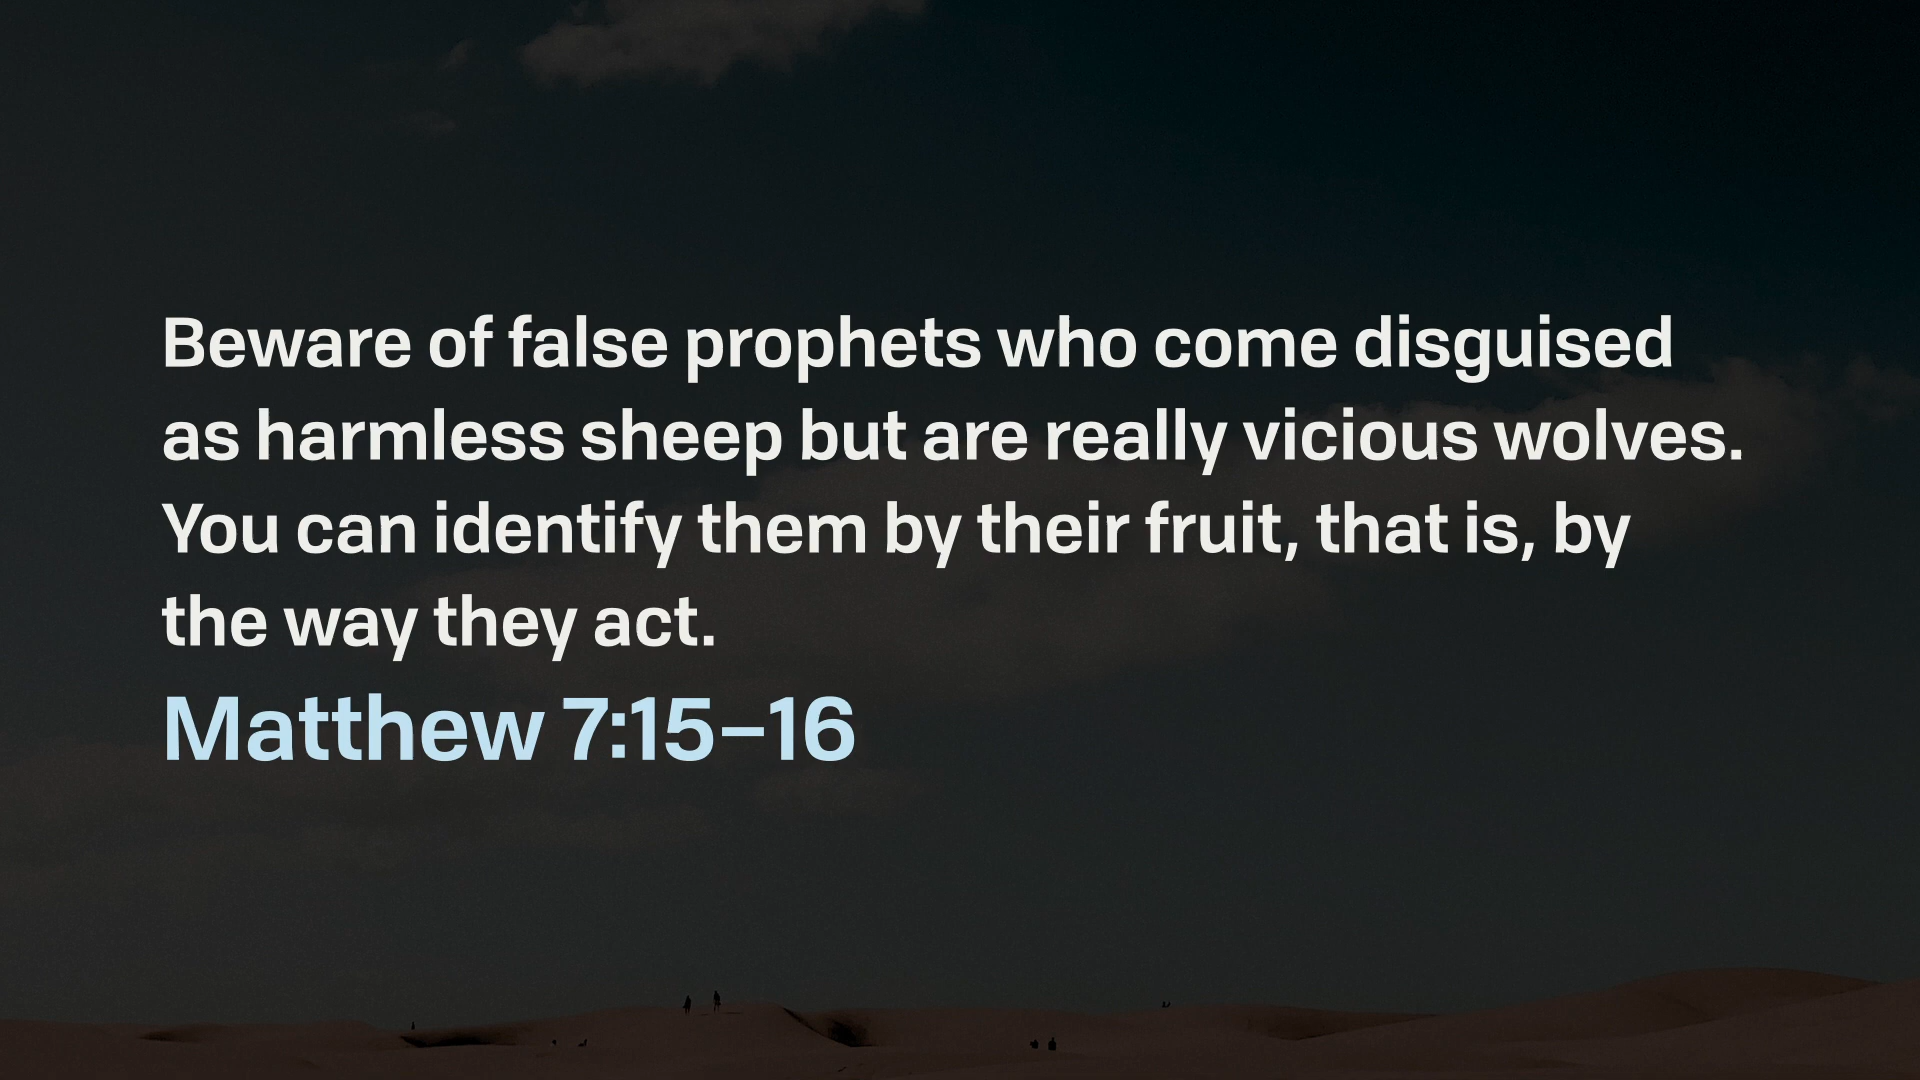 Beware of false prophets who come disguised
as harmless sheep but are really vicious wolves.
You can identify them by their fruit, that is, by
the way they act.
Matthew 7:15–16